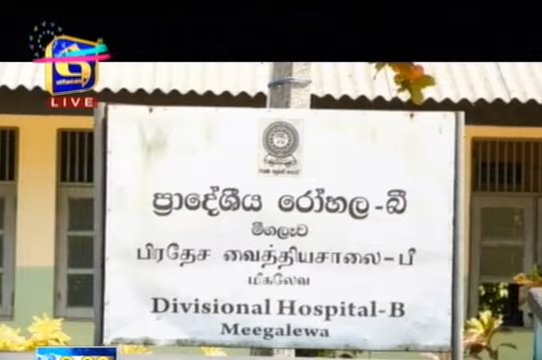 LIVE
ප්‍රාදේශීය රෝහල - බී
මීගලෑව
பிரதேச வைத்தியசாலை - பீ
மீகலேவ
Divisional Hospital-B
Meegalewa